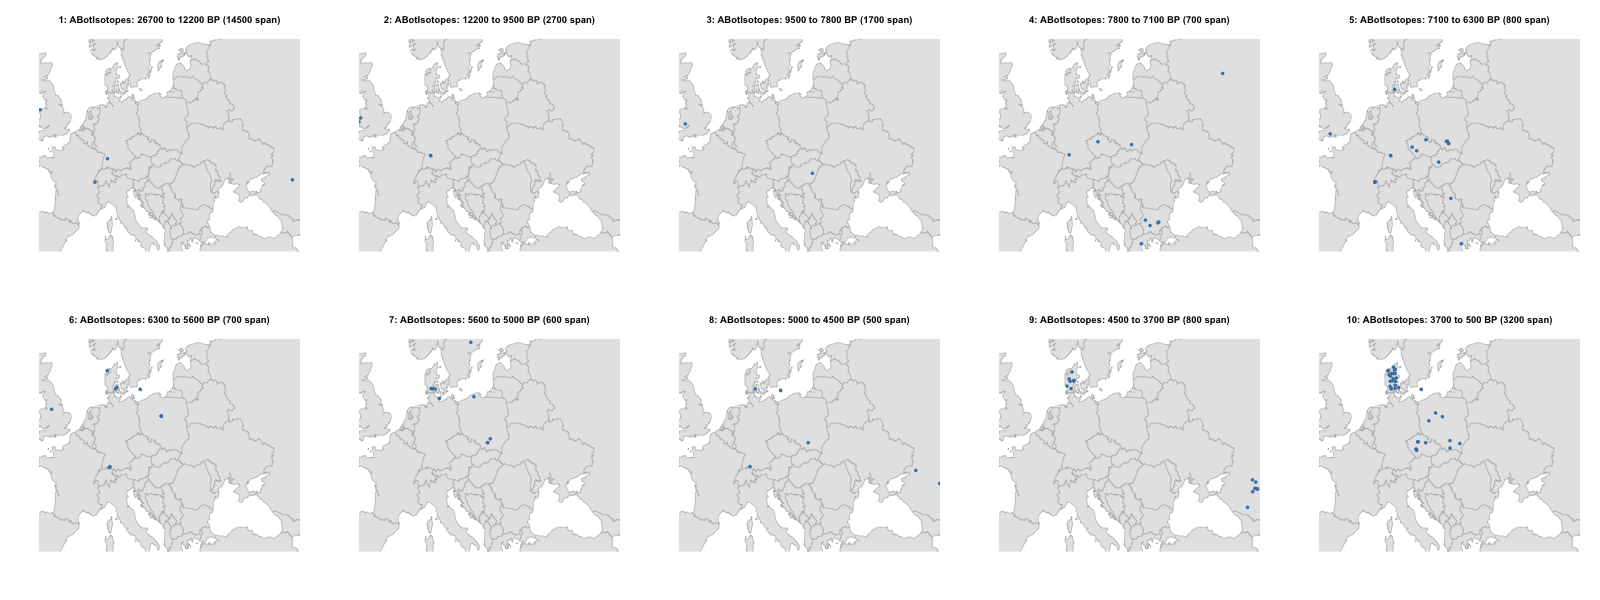 1: ABotIsotopes: 26700 to 12200 BP (14500 span)
2: ABotIsotopes: 12200 to 9500 BP (2700 span)
3: ABotIsotopes: 9500 to 7800 BP (1700 span)
4: ABotIsotopes: 7800 to 7100 BP (700 span)
5: ABotIsotopes: 7100 to 6300 BP (800 span)
6: ABotIsotopes: 6300 to 5600 BP (700 span)
7: ABotIsotopes: 5600 to 5000 BP (600 span)
8: ABotIsotopes: 5000 to 4500 BP (500 span)
9: ABotIsotopes: 4500 to 3700 BP (800 span)
10: ABotIsotopes: 3700 to 500 BP (3200 span)